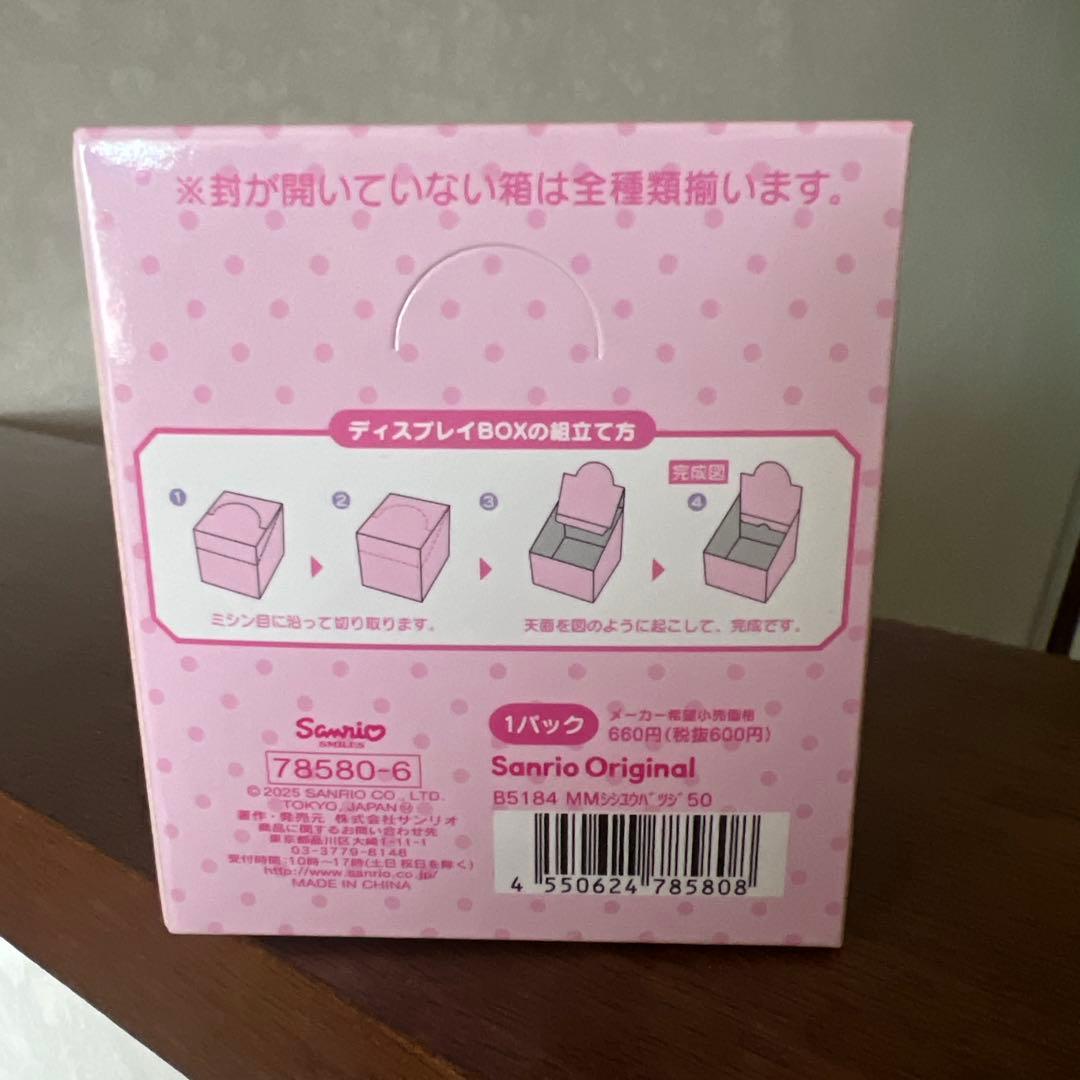 ※封が開いていない箱は全種類揃います。
ディスプレイBOXの組立て方
1
2
3
完成図
4
ミシン目に沿って切り取ります。
天面を図のように起こして、完成です。
Sanrio
SMILES
78580-6
© 2025 SANRIO CO., LTD.
TOKYO, JAPAN Ⓜ
著作・発売元 株式会社サンリオ
商品に関するお問い合わせ先
東京都品川区大崎1-11-1
03-3779-8148
受付時間:10時〜17時(土日祝日を除く)
http://www.sanrio.co.jp/
MADE IN CHINA
1パック
メーカー希望小売価格
660円(税抜600円)
Sanrio Original
B5184 MMシシユウバツジ50
4 550624 785808